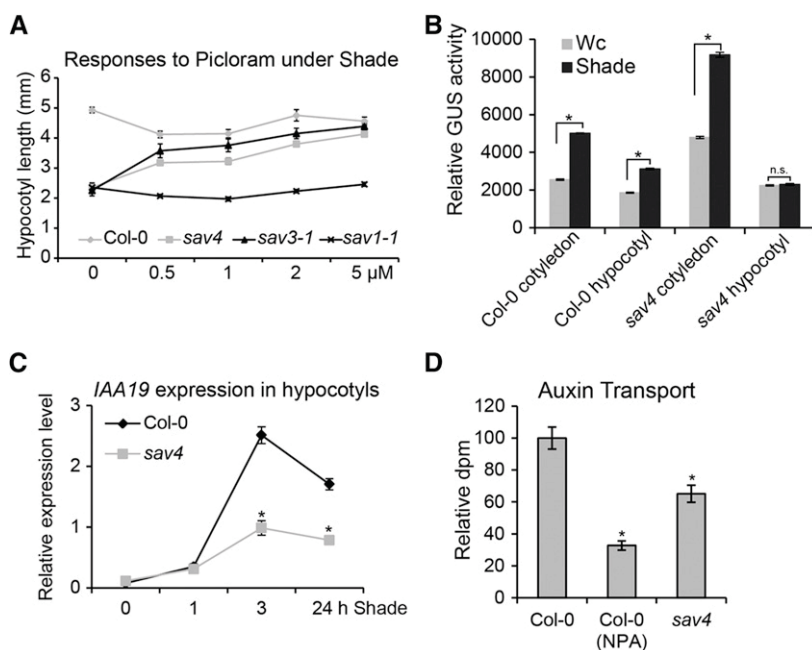 A
Responses to Picloram under Shade
Hypocotyl length (mm)
6
5
4
3
2
1
0
Col-0 sav4 sav3-1 sav1-1
0 0.5 1 2 5 µM
B
Relative GUS activity
10000
8000
6000
4000
2000
0
Wc
Shade
*
*
*
n.s.
Col-0 cotyledon
Col-0 hypocotyl
sav4 cotyledon
sav4 hypocotyl
C
IAA19 expression in hypocotyls
Relative expression level
3
2
1
0
Col-0
sav4
*
*
0 1 3 24 h Shade
D
Auxin Transport
Relative dpm
120
100
80
60
40
20
0
*
*
Col-0 Col-0 sav4
(NPA)